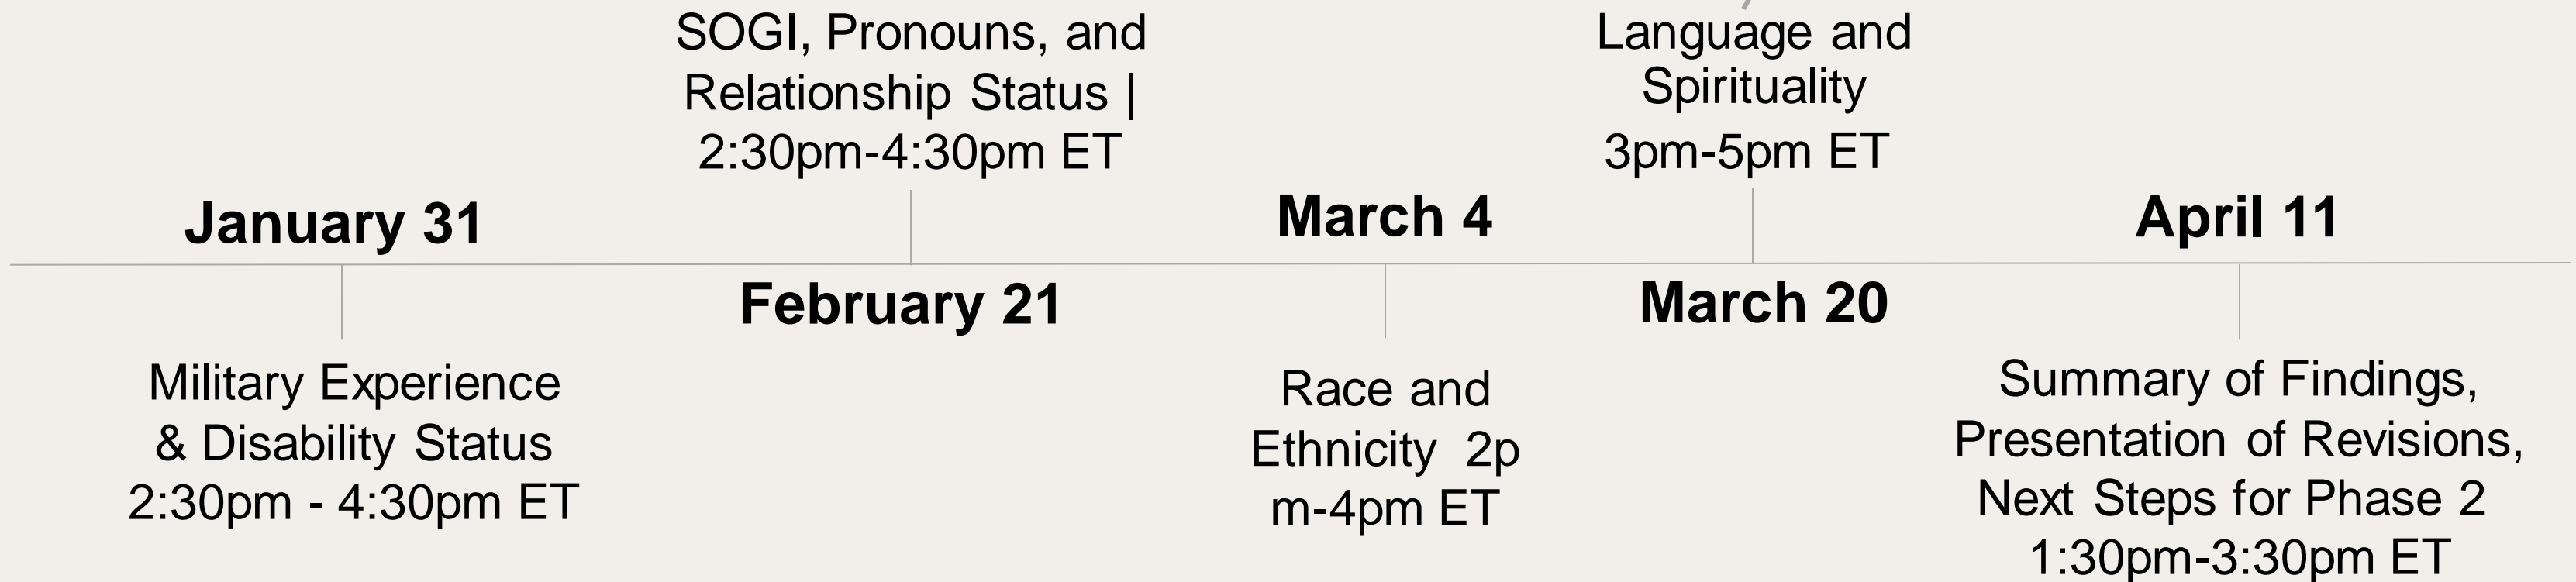 January 31
Military Experience
& Disability Status
2:30pm - 4:30pm ET
SOGI, Pronouns, and
Relationship Status |
2:30pm-4:30pm ET
February 21
March 4
Race and
Ethnicity 2p
m-4pm ET
Language and
Spirituality
3pm-5pm ET
March 20
April 11
Summary of Findings,
Presentation of Revisions,
Next Steps for Phase 2
1:30pm-3:30pm ET